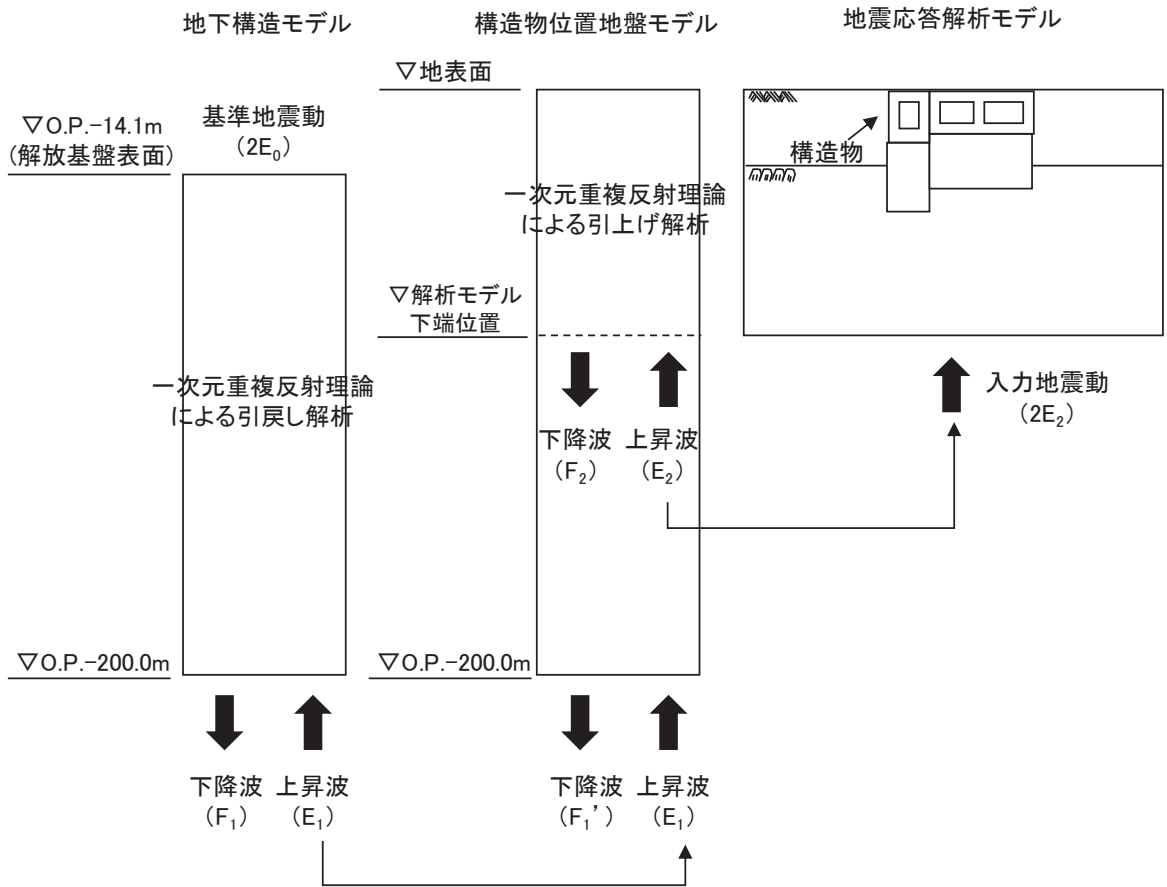 地下構造モデル
▽O.P.-14.1m
(解放基盤表面)
基準地震動
(2E₀)
一次元重複反射理論
による引戻し解析
▽O.P.-200.0m
下降波
(F₁)
上昇波
(E₁)
構造物位置地盤モデル
▽地表面
一次元重複反射理論
による引上げ解析
▽解析モデル
下端位置
下降波
(F₂)
上昇波
(E₂)
▽O.P.-200.0m
下降波
(F₁’)
上昇波
(E₁)
地震応答解析モデル
構造物
入力地震動
(2E₂)